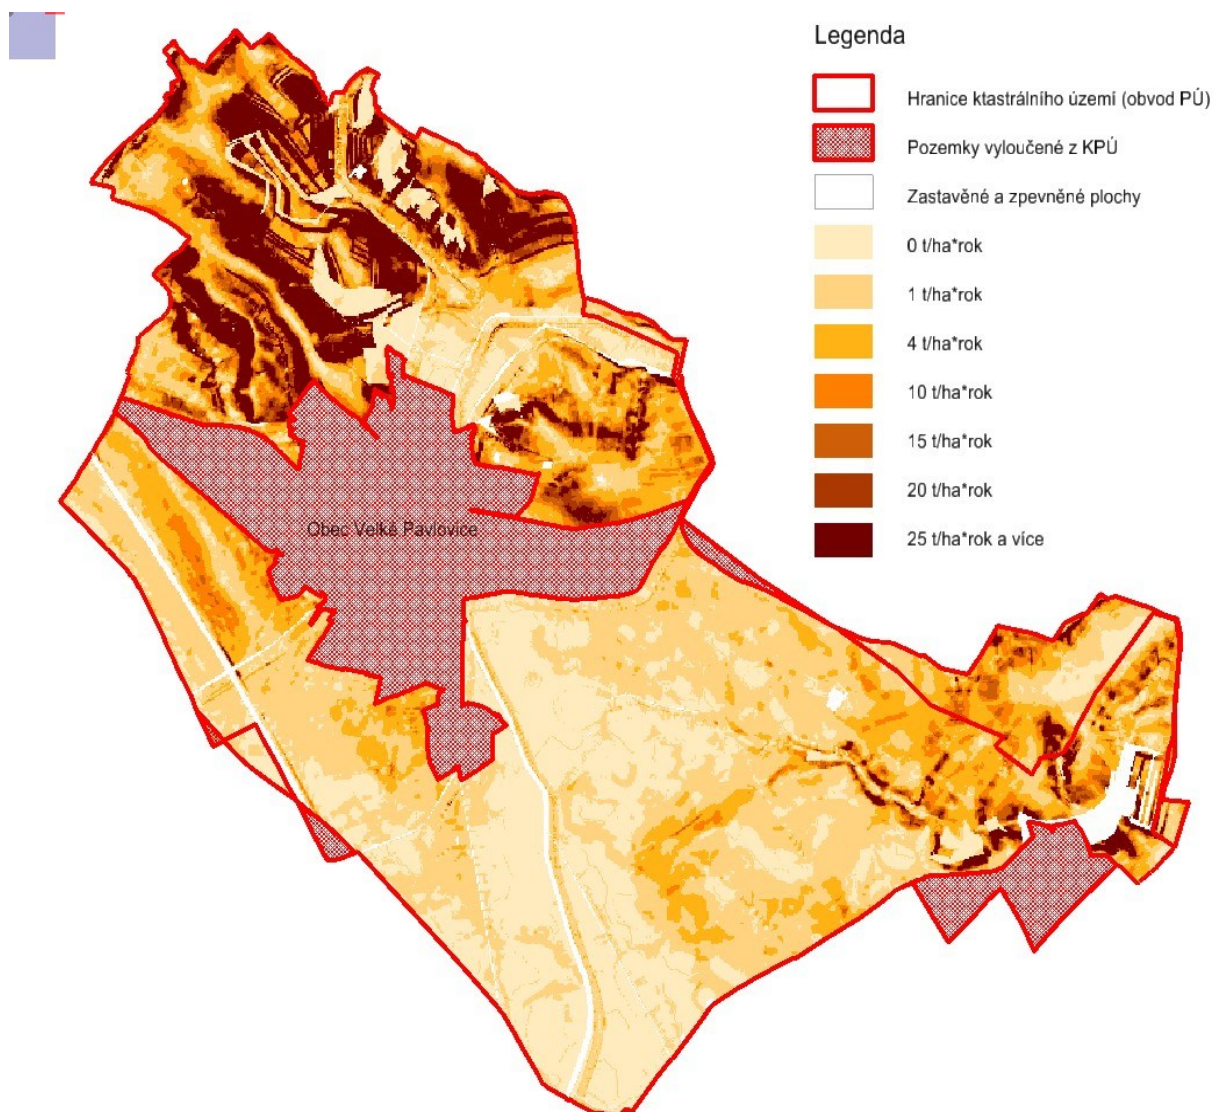 Legenda
Hranice ktastrálního území (obvod PÚ)
Pozemky vyloučené z KPÚ
Zastavěné a zpevněné plochy
0 t/ha*rok
1 t/ha*rok
4 t/ha*rok
10 t/ha*rok
15 t/ha*rok
20 t/ha*rok
25 t/ha*rok a více
Obec Velké Pavlovice